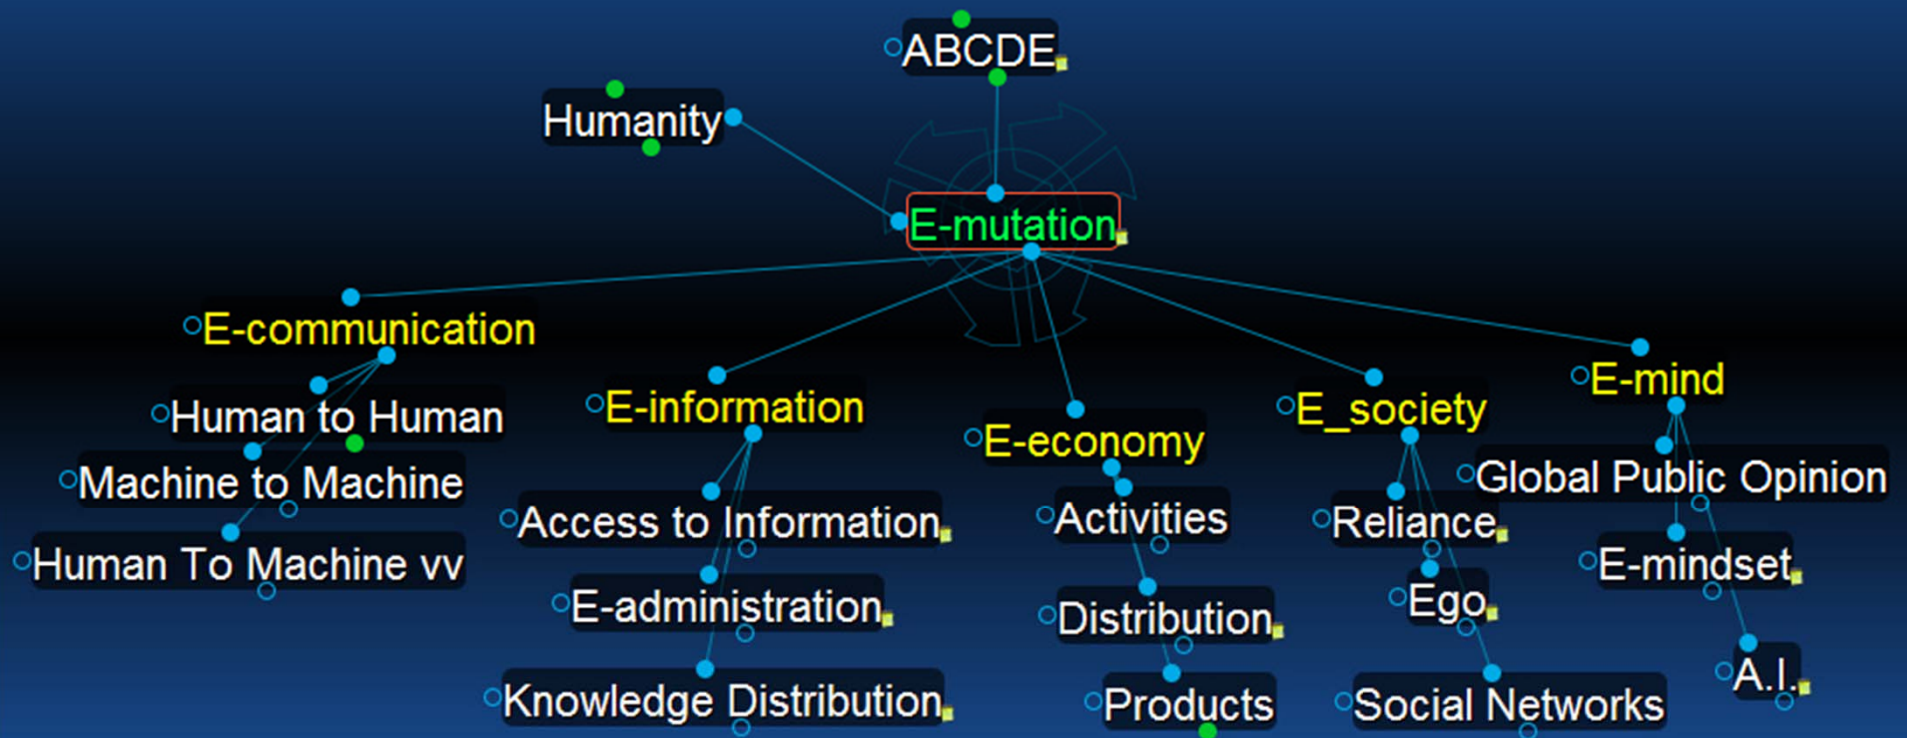 ABCDE
Humanity
E-mutation
E-communication
Human to Human
Machine to Machine
Human To Machine vv
E-information
Access to Information
E-administration
Knowledge Distribution
E-economy
Activities
Distribution
Products
E_society
Reliance
Ego
Social Networks
E-mind
Global Public Opinion
E-mindset
A.I.